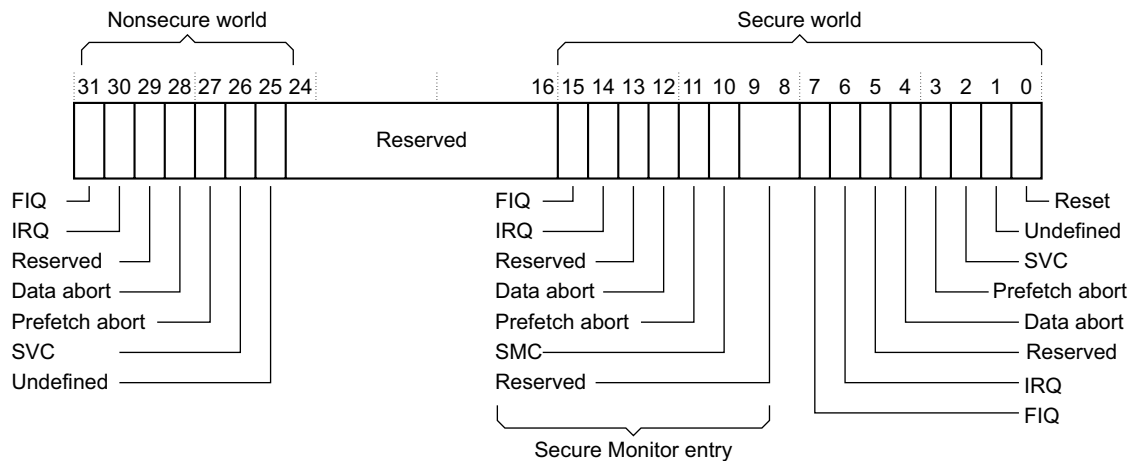 Nonsecure world Secure world
31 30 29 28 27 26 25 24 16 15 14 13 12 11 10 9 8 7 6 5 4 3 2 1 0
Reserved
FIQ FIQ Reset
IRQ IRQ Undefined
Reserved Reserved SVC
Data abort Data abort Prefetch abort
Prefetch abort Prefetch abort Data abort
SVC SMC Reserved
Undefined Reserved IRQ
FIQ
Secure Monitor entry